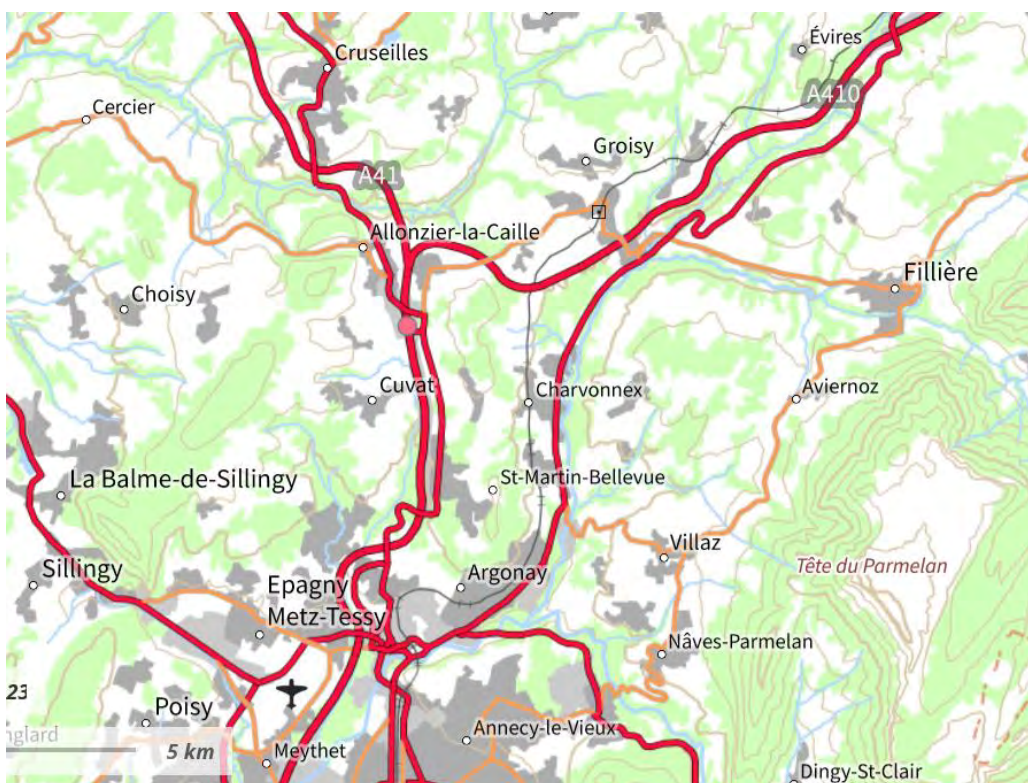 Évires
Cruseilles
A410
Cercier
Groisy
A41
Allonzier-la-Caille
Fillière
Choisy
Cuvat
Charvonnex
Aviernoz
La Balme-de-Sillingy
St-Martin-Bellevue
Villaz
Tête du Parmelan
Sillingy
Epagny
Metz-Tessy
Argonay
Nâves-Parmelan
23
Poisy
Annecy-le-Vieux
nglard
5 km
Meythet
Dingy-St-Clair